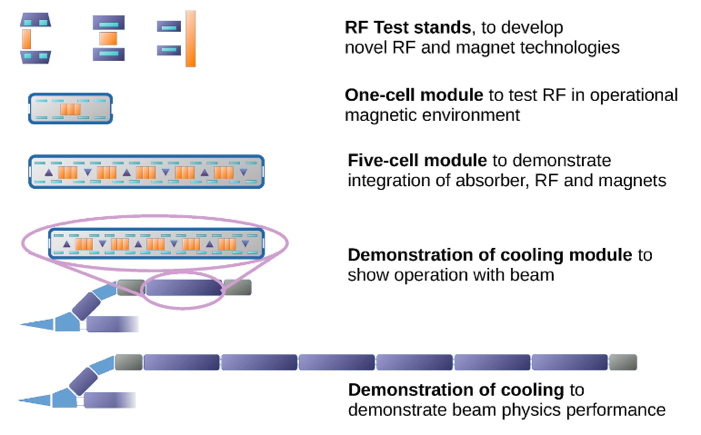 RF Test stands, to develop
novel RF and magnet technologies
One-cell module to test RF in operational
magnetic environment
Five-cell module to demonstrate
integration of absorber, RF and magnets
Demonstration of cooling module to
show operation with beam
Demonstration of cooling to
demonstrate beam physics performance